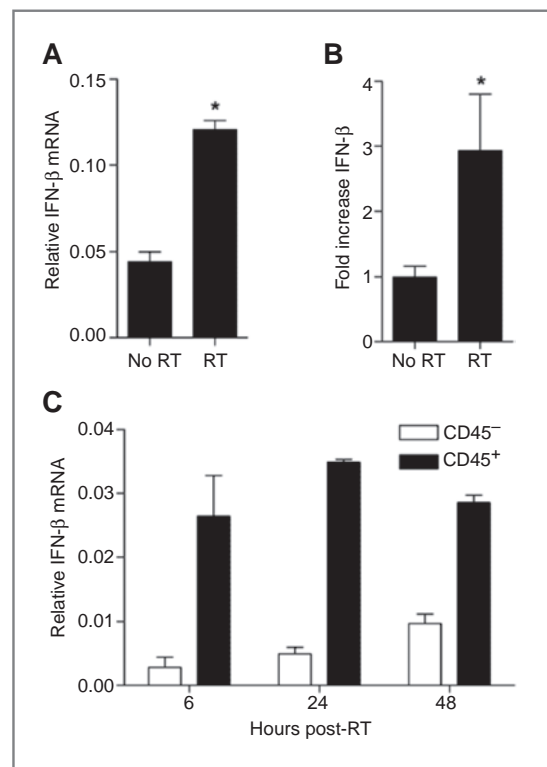 A
Relative IFN-β mRNA
0.15
0.10
0.05
0.00
*
No RT RT
B
Fold increase IFN-β
4
3
2
1
0
*
No RT RT
C
Relative IFN-β mRNA
0.04
0.03
0.02
0.01
0.00
CD45⁻
CD45⁺
6 24 48
Hours post-RT